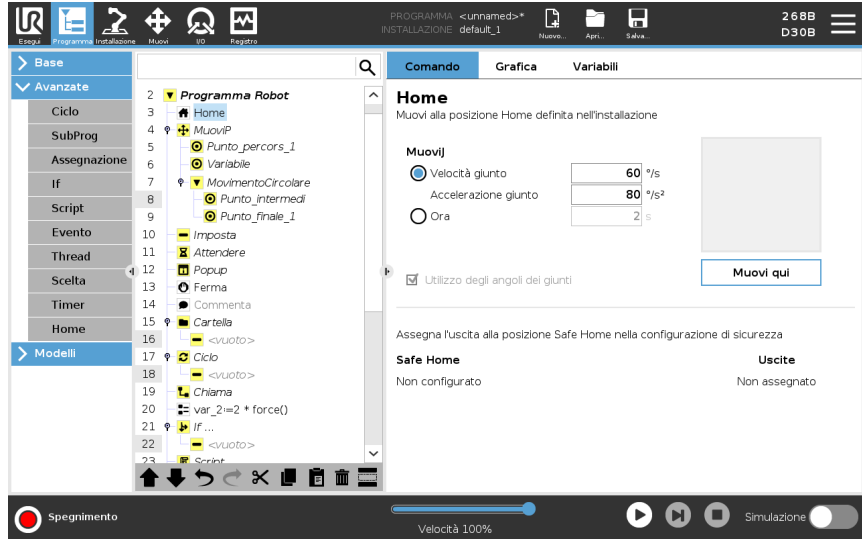 UR
PROGRAMMA <unnamed>*
INSTALLAZIONE default_1
268B
D30B
Esegui Programma Installazione Muovi I/O Registro Nuovo... Apri... Salva...
Base
Avanzate
Ciclo
SubProg
Assegnazione
If
Script
Evento
Thread
Scelta
Timer
Home
Modelli
2 Programma Robot
3 Home
4 MuoviP
5 Punto_percors_1
6 Variabile
7 MovimentoCircolare
8 Punto_intermedi
9 Punto_finale_1
10 Imposta
11 Attendere
12 Popup
13 Ferma
14 Commenta
15 Cartella
16 <vuoto>
17 Ciclo
18 <vuoto>
19 Chiama
20 var_2:=2 * force()
21 If ...
22 <vuoto>
23 Script
Comando Grafica Variabili
Home
Muovi alla posizione Home definita nell'installazione
MuoviJ
Velocità giunto 60 °/s
Accelerazione giunto 80 °/s²
Ora 2 s
Muovi qui
Utilizzo degli angoli dei giunti
Assegna l'uscita alla posizione Safe Home nella configurazione di sicurezza
Safe Home Uscite
Non configurato Non assegnato
Spegnimento
Velocità 100%
Simulazione